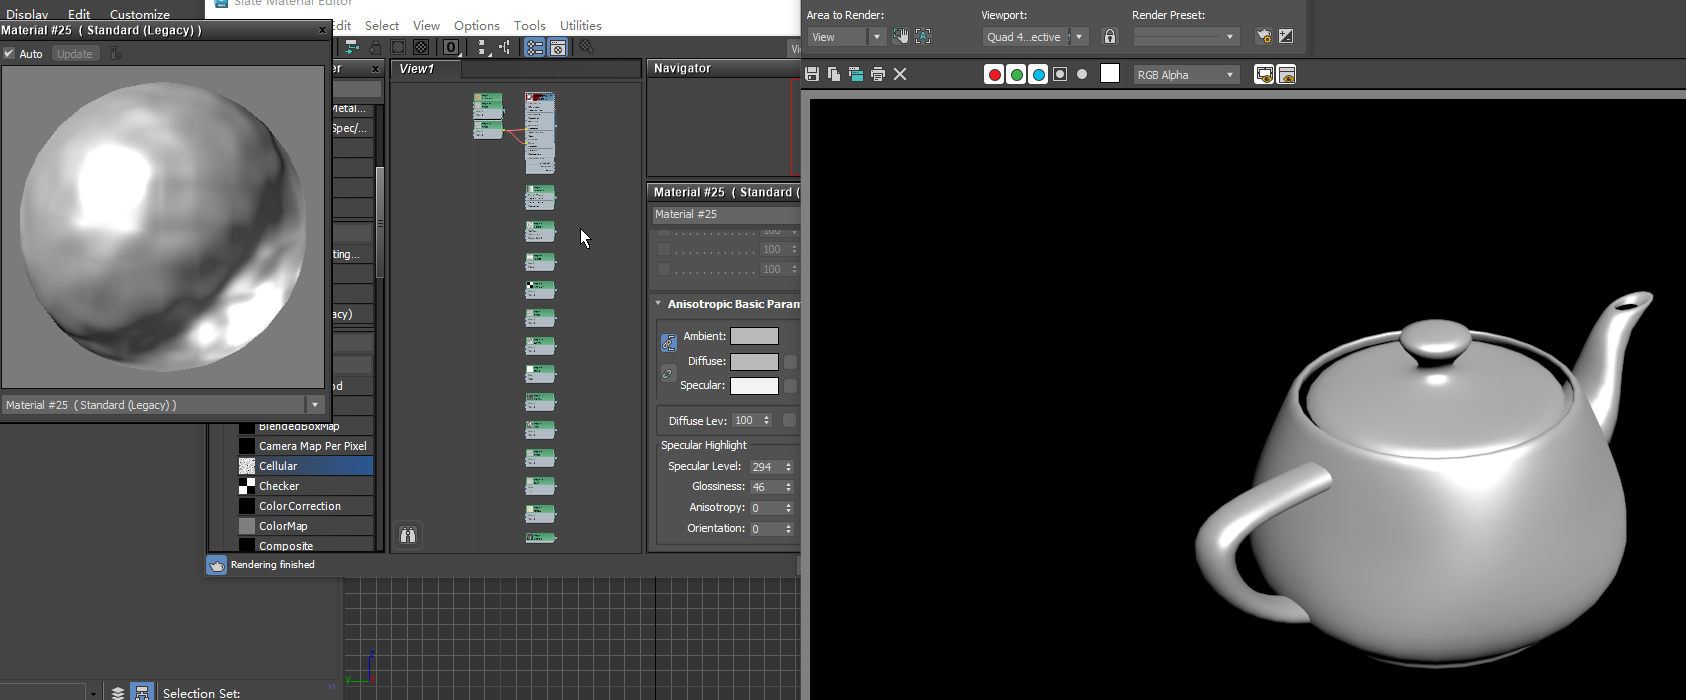 Display Edit Customize
Slate Material Editor
Material #25 ( Standard (Legacy) )
x
Auto
Update
Edit Select View Options Tools Utilities
0
er x
View1
Navigator
Metal...
Spec/...
ting...
acy)
od
Material #25 ( Standard (Legacy) )
BlendedBoxMap
Camera Map Per Pixel
Cellular
Checker
ColorCorrection
ColorMap
Composite
Rendering finished
Material #25 ( Standard (
Material #25
100
100
100
Anisotropic Basic Param
Ambient:
Diffuse:
Specular:
Diffuse Lev: 100
Specular Highlight
Specular Level: 294
Glossiness: 46
Anisotropy: 0
Orientation: 0
Area to Render:
View
Viewport:
Quad 4...ective
Render Preset:
RGB Alpha
z
y
Selection Set: